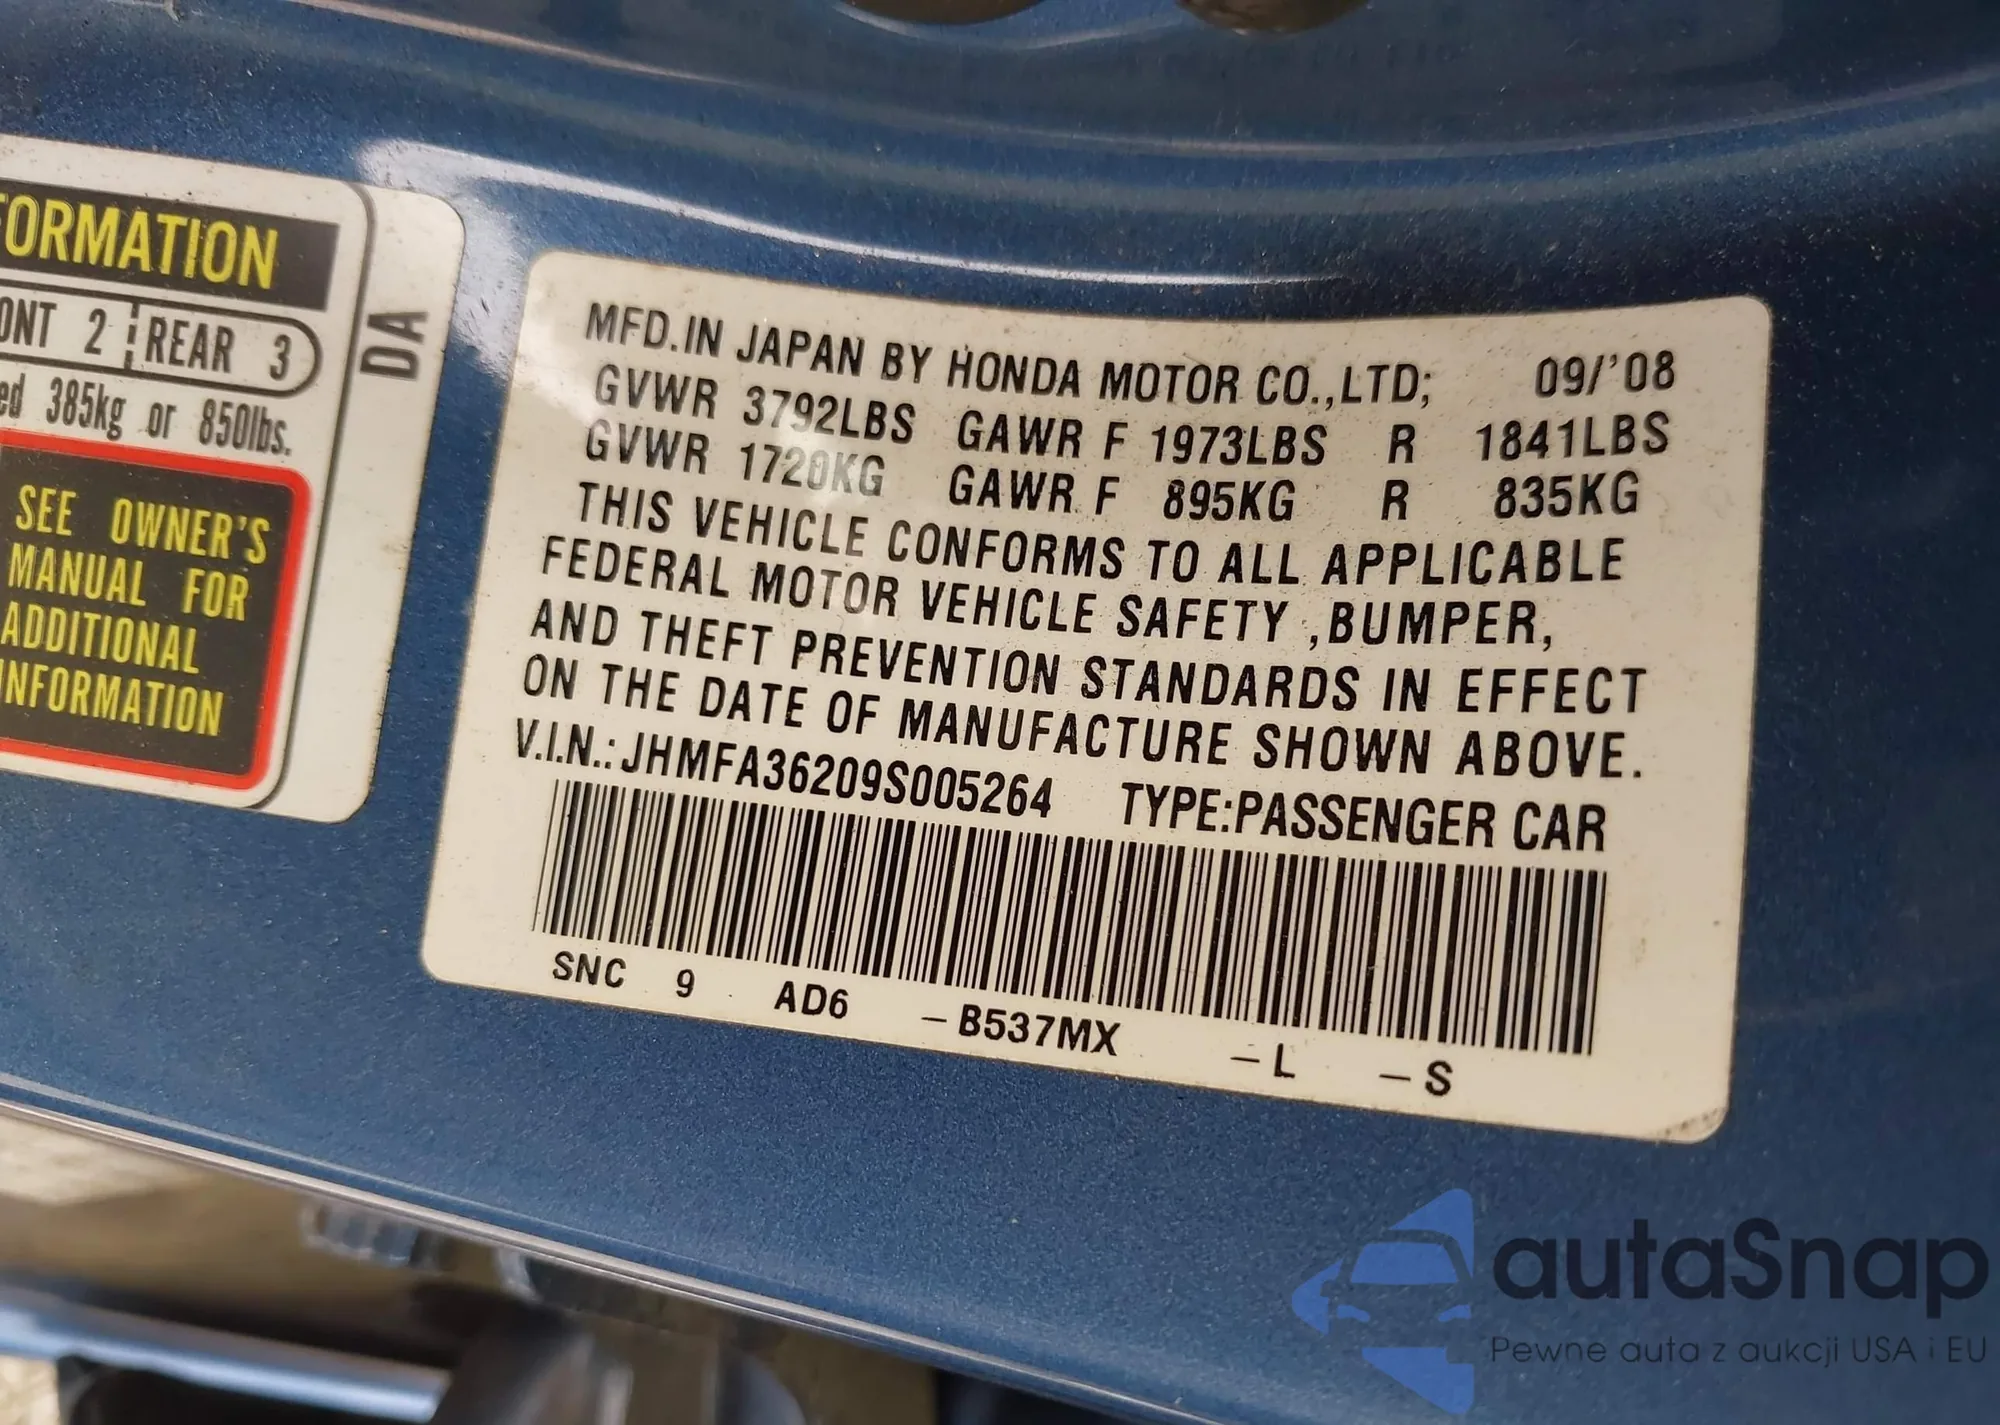 FORMATION
ONT 2 REAR 3
ed 385kg or 850lbs.
SEE OWNER'S
MANUAL FOR
ADDITIONAL
INFORMATION
DA
MFD.IN JAPAN BY HONDA MOTOR CO.,LTD; 09/'08
GVWR 3792LBS GAWR F 1973LBS R 1841LBS
GVWR 1720KG GAWR F 895KG R 835KG
THIS VEHICLE CONFORMS TO ALL APPLICABLE
FEDERAL MOTOR VEHICLE SAFETY ,BUMPER,
AND THEFT PREVENTION STANDARDS IN EFFECT
ON THE DATE OF MANUFACTURE SHOWN ABOVE.
V.I.N.:JHMFA36209S005264 TYPE:PASSENGER CAR
SNC 9 AD6 -B537MX -L -S
autaSnap
Pewne auta z aukcji USA i EU